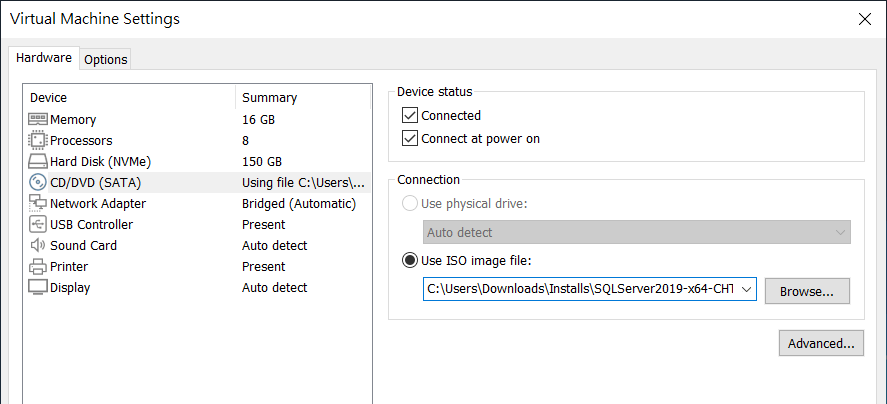 Virtual Machine Settings
Hardware Options
Device Summary
Memory 16 GB
Processors 8
Hard Disk (NVMe) 150 GB
CD/DVD (SATA) Using file C:\Users\...
Network Adapter Bridged (Automatic)
USB Controller Present
Sound Card Auto detect
Printer Present
Display Auto detect
Device status
Connected
Connect at power on
Connection
Use physical drive:
Auto detect
Use ISO image file:
C:\Users\Downloads\Installs\SQLServer2019-x64-CHT
Browse...
Advanced...